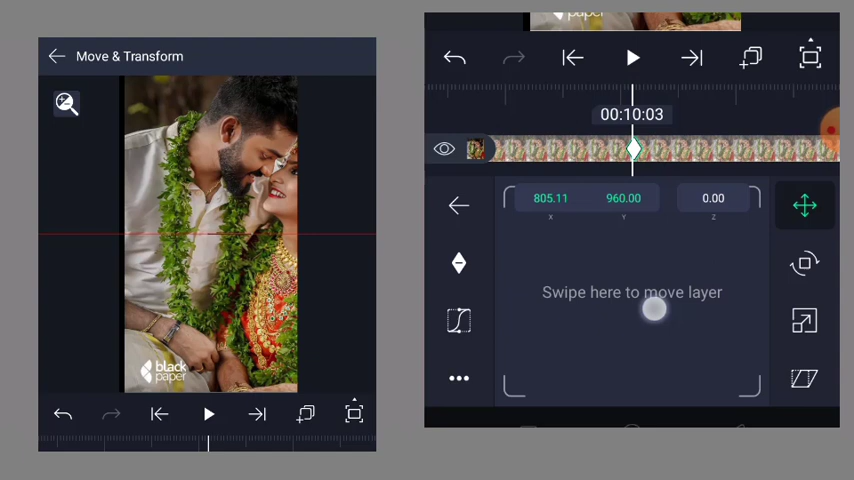 Move & Transform
black
paper
paper
00:10:03
805.11
960.00
0.00
X
Y
Z
Swipe here to move layer